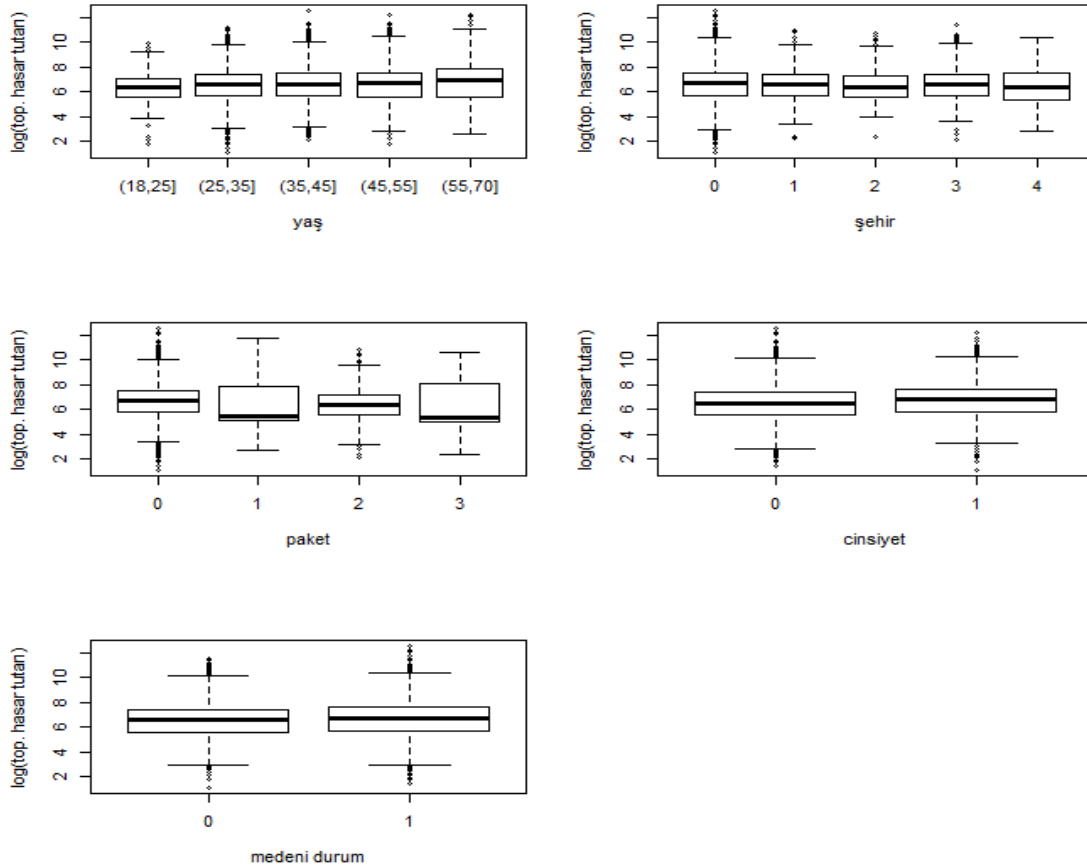 log(top. hasar tutarı)
10
8
6
4
2
(18,25] (25,35] (35,45] (45,55] (55,70]
yaş
log(top. hasar tutarı)
10
8
6
4
2
0 1 2 3 4
şehir
log(top. hasar tutarı)
10
8
6
4
2
0 1 2 3
paket
log(top. hasar tutarı)
10
8
6
4
2
0 1
cinsiyet
log(top. hasar tutarı)
10
8
6
4
2
0 1
medeni durum